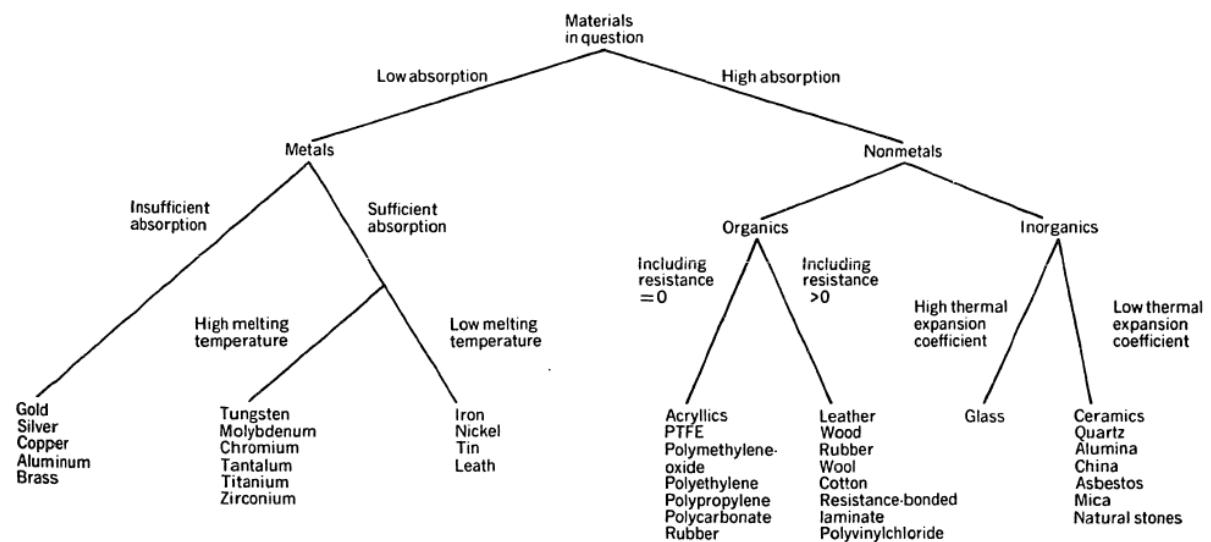 Materials
in question
Low absorption
High absorption
Metals
Nonmetals
Insufficient
absorption
Sufficient
absorption
Organics
Inorganics
Including
resistance
=0
Including
resistance
>0
High melting
temperature
Low melting
temperature
High thermal
expansion
coefficient
Low thermal
expansion
coefficient
Gold
Silver
Copper
Aluminum
Brass
Tungsten
Molybdenum
Chromium
Tantalum
Titanium
Zirconium
Iron
Nickel
Tin
Leath
Acryllics
PTFE
Polymethylene-
oxide
Polyethylene
Polypropylene
Polycarbonate
Rubber
Leather
Wood
Rubber
Wool
Cotton
Resistance-bonded
laminate
Polyvinylchloride
Glass
Ceramics
Quartz
Alumina
China
Asbestos
Mica
Natural stones